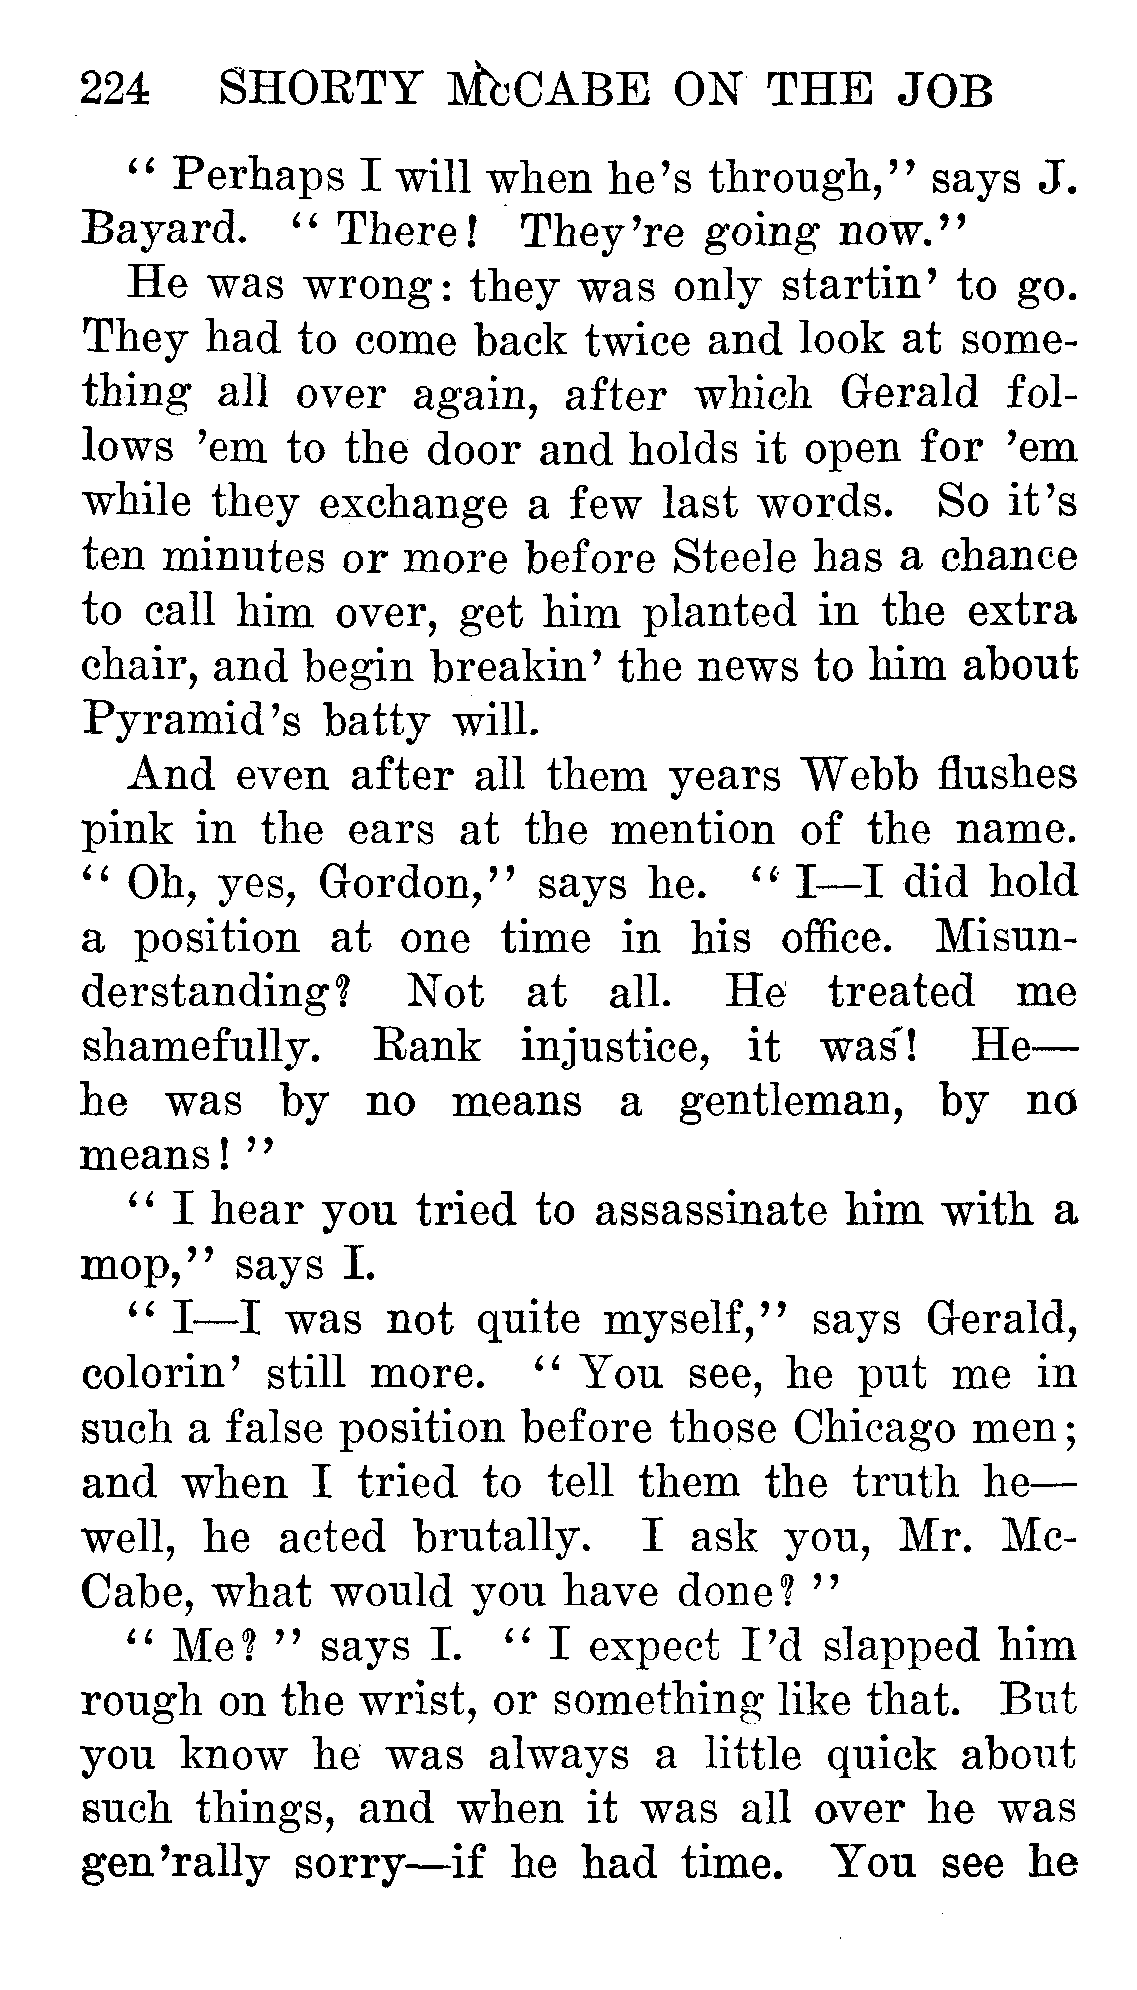 224 SHORTY McCABE ON THE JOB
“ Perhaps I will when he’s through,” says J.
Bayard. “ There! They’re going now.”
He was wrong: they was only startin’ to go.
They had to come back twice and look at some-
thing all over again, after which Gerald fol-
lows ’em to the door and holds it open for ’em
while they exchange a few last words. So it’s
ten minutes or more before Steele has a chance
to call him over, get him planted in the extra
chair, and begin breakin’ the news to him about
Pyramid’s batty will.
And even after all them years Webb flushes
pink in the ears at the mention of the name.
“ Oh, yes, Gordon,” says he. “ I—I did hold
a position at one time in his office. Misun-
derstanding? Not at all. He treated me
shamefully. Rank injustice, it was! He—
he was by no means a gentleman, by no
means! ”
“ I hear you tried to assassinate him with a
mop,” says I.
“ I—I was not quite myself,” says Gerald,
colorin’ still more. “ You see, he put me in
such a false position before those Chicago men;
and when I tried to tell them the truth he—
well, he acted brutally. I ask you, Mr. Mc-
Cabe, what would you have done? ”
“ Me? ” says I. “ I expect I’d slapped him
rough on the wrist, or something like that. But
you know he was always a little quick about
such things, and when it was all over he was
gen’rally sorry—if he had time. You see he